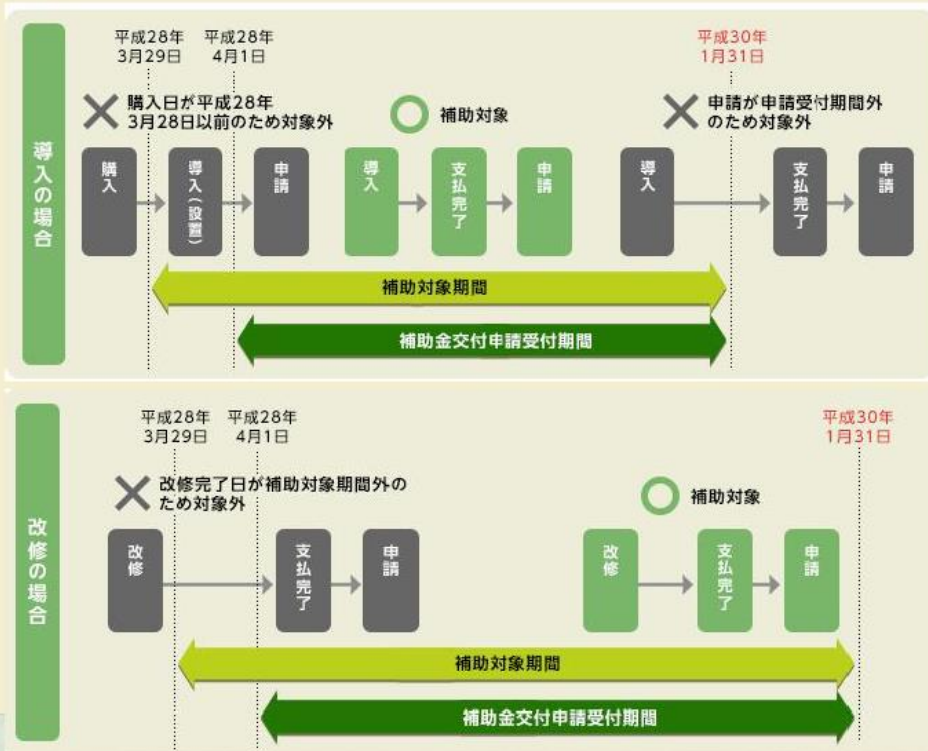 導入の場合
平成28年
3月29日
平成28年
4月1日
平成30年
1月31日
購入日が平成28年
3月28日以前のため対象外
補助対象
申請が申請受付期間外
のため対象外
購入
導入(設置)
申請
導入
支払完了
申請
導入
支払完了
申請
補助対象期間
補助金交付申請受付期間
改修の場合
平成28年
3月29日
平成28年
4月1日
平成30年
1月31日
改修完了日が補助対象期間外の
ため対象外
補助対象
改修
支払完了
申請
改修
支払完了
申請
補助対象期間
補助金交付申請受付期間